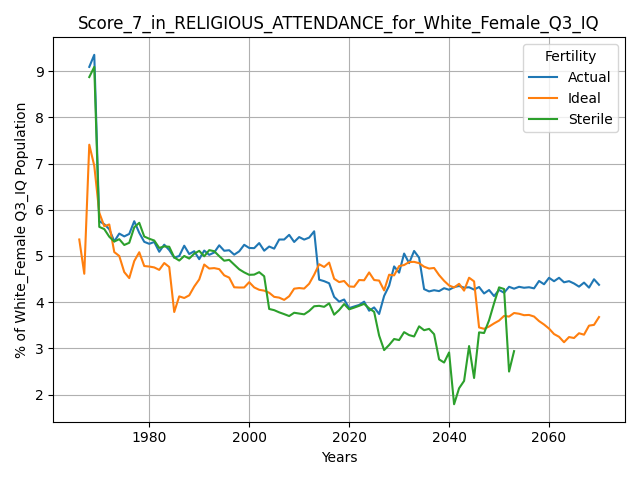 Score_7_in_RELIGIOUS_ATTENDANCE_for_White_Female_Q3_IQ
% of White_Female Q3_IQ Population
9
8
7
6
5
4
3
2
Fertility
Actual
Ideal
Sterile
1980 2000 2020 2040 2060
Years